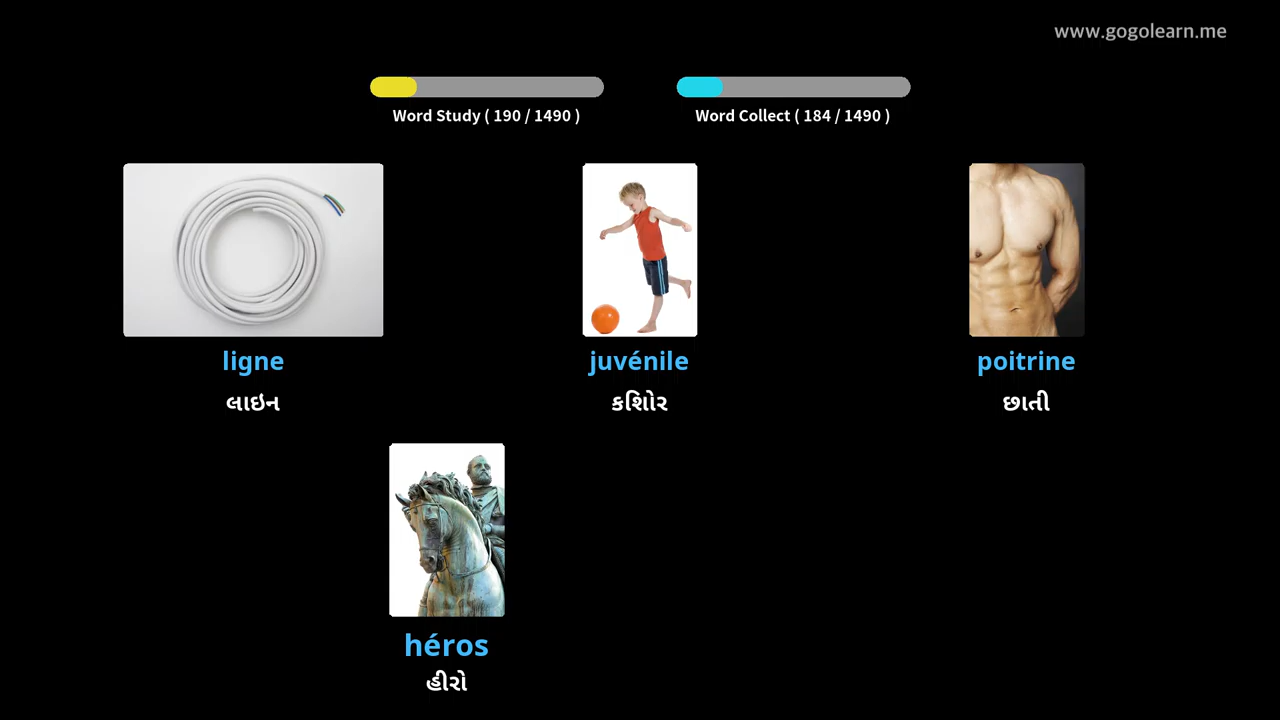 www.gogolearn.me
Word Study ( 190 / 1490 )
Word Collect ( 184 / 1490 )
ligne
juvénile
poitrine
લાઇન
કિશોર
છાતી
héros
હીરો